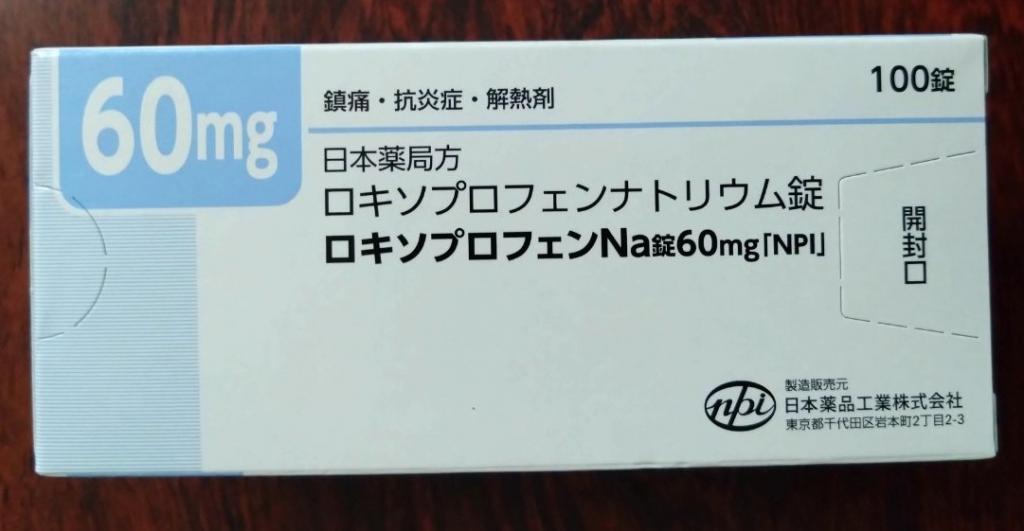 60mg
鎮痛・抗炎症・解熱剤
100錠
日本薬局方
ロキソプロフェンナトリウム錠
ロキソプロフェンNa錠60mg「NPI」
開封口
npi
製造販売元
日本薬品工業株式会社
東京都千代田区岩本町2丁目2-3